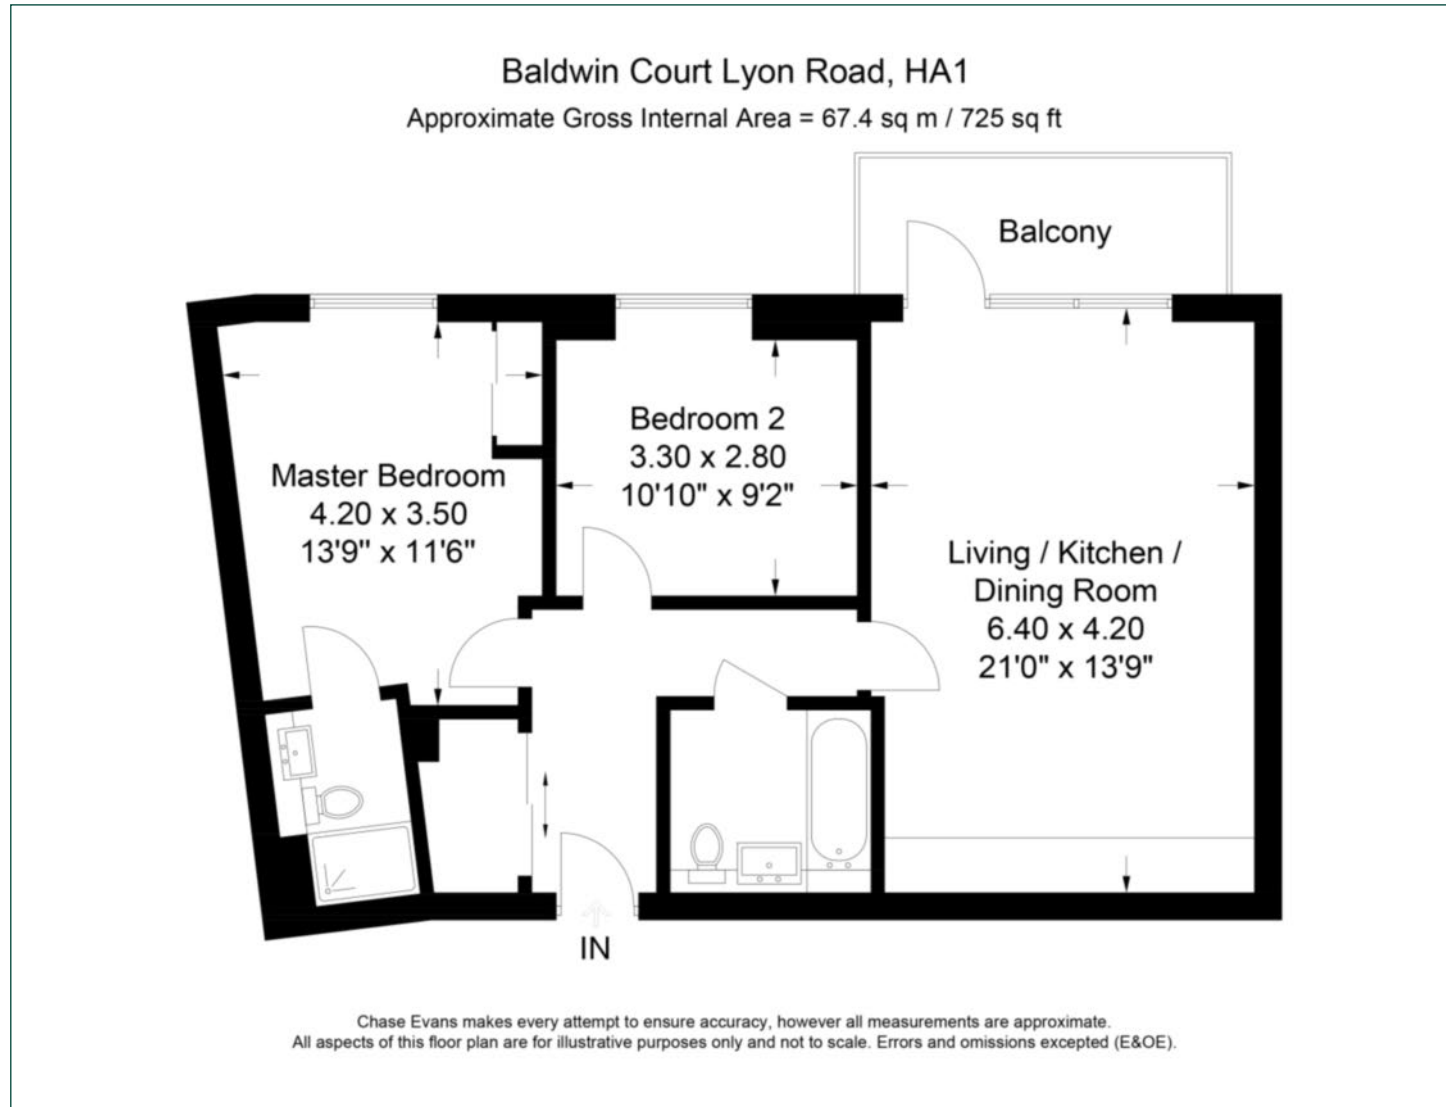 Baldwin Court Lyon Road, HA1
Approximate Gross Internal Area = 67.4 sq m / 725 sq ft
Balcony
Bedroom 2
3.30 x 2.80
10'10" x 9'2"
Master Bedroom
4.20 x 3.50
13'9" x 11'6"
Living / Kitchen /
Dining Room
6.40 x 4.20
21'0" x 13'9"
IN
Chase Evans makes every attempt to ensure accuracy, however all measurements are approximate.
All aspects of this floor plan are for illustrative purposes only and not to scale. Errors and omissions excepted (E&OE).